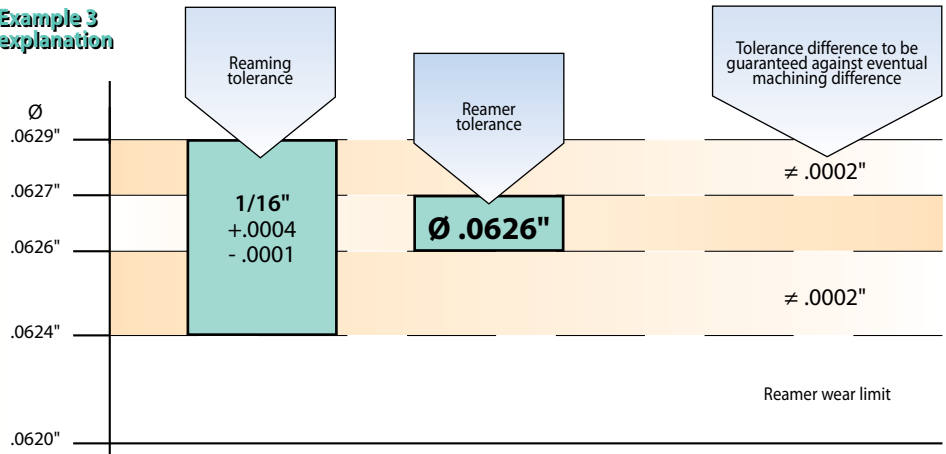 Example 3
explanation
Reaming
tolerance
Reamer
tolerance
Tolerance difference to be
guaranteed against eventual
machining difference
Ø
.0629"
.0627"
.0626"
.0624"
.0620"
1/16"
+.0004
- .0001
Ø .0626"
≠ .0002"
≠ .0002"
Reamer wear limit